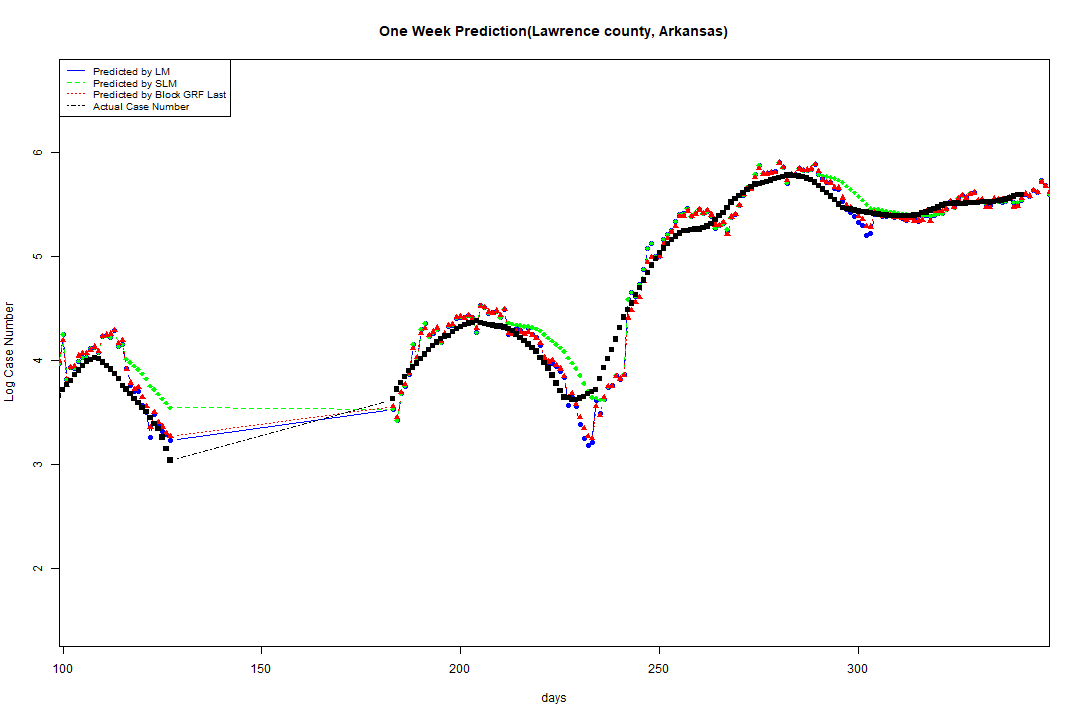 One Week Prediction(Lawrence county, Arkansas)
Predicted by LM
Predicted by SLM
Predicted by Block GRF Last
Actual Case Number
Log Case Number
6
5
4
3
2
100 150 200 250 300
days